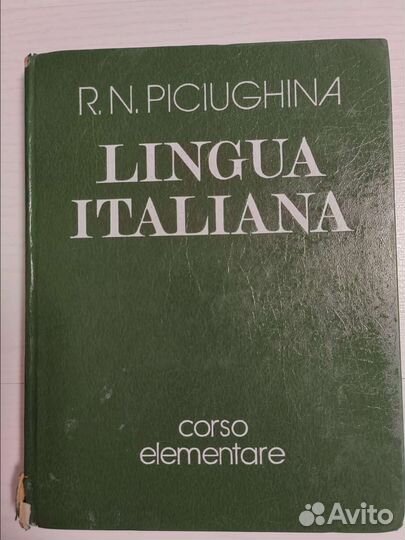 R. N. PICIUGHINA
LINGUA
ITALIANA
corso
elementare
Avito